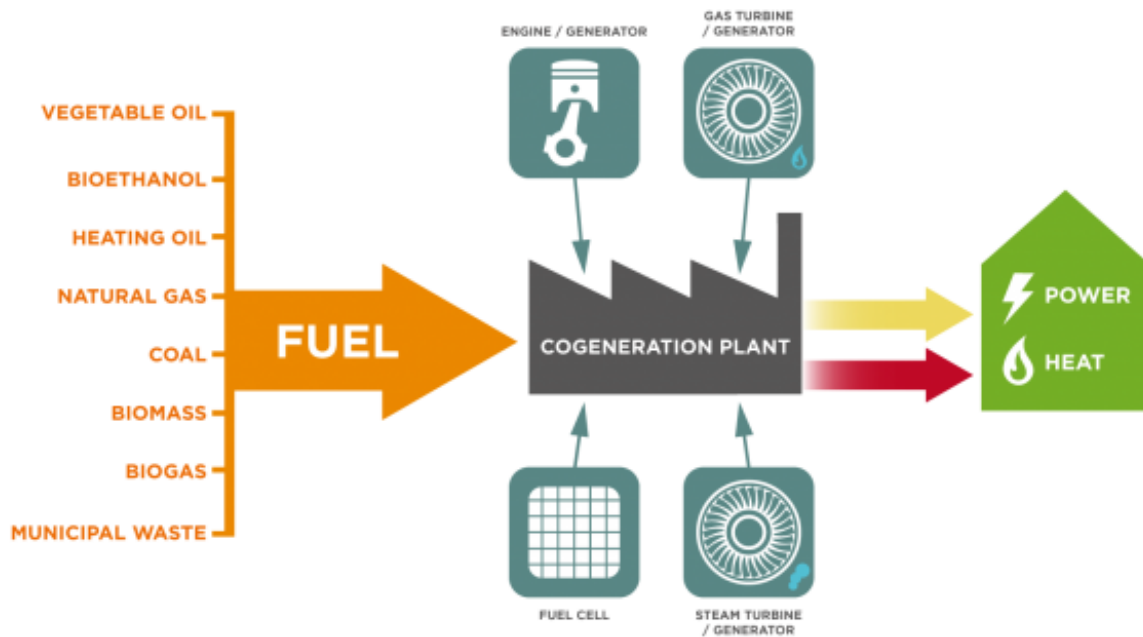 ENGINE / GENERATOR
GAS TURBINE
/ GENERATOR
VEGETABLE OIL
BIOETHANOL
HEATING OIL
NATURAL GAS
COAL
BIOMASS
BIOGAS
MUNICIPAL WASTE
FUEL
COGENERATION PLANT
POWER
HEAT
FUEL CELL
STEAM TURBINE
/ GENERATOR